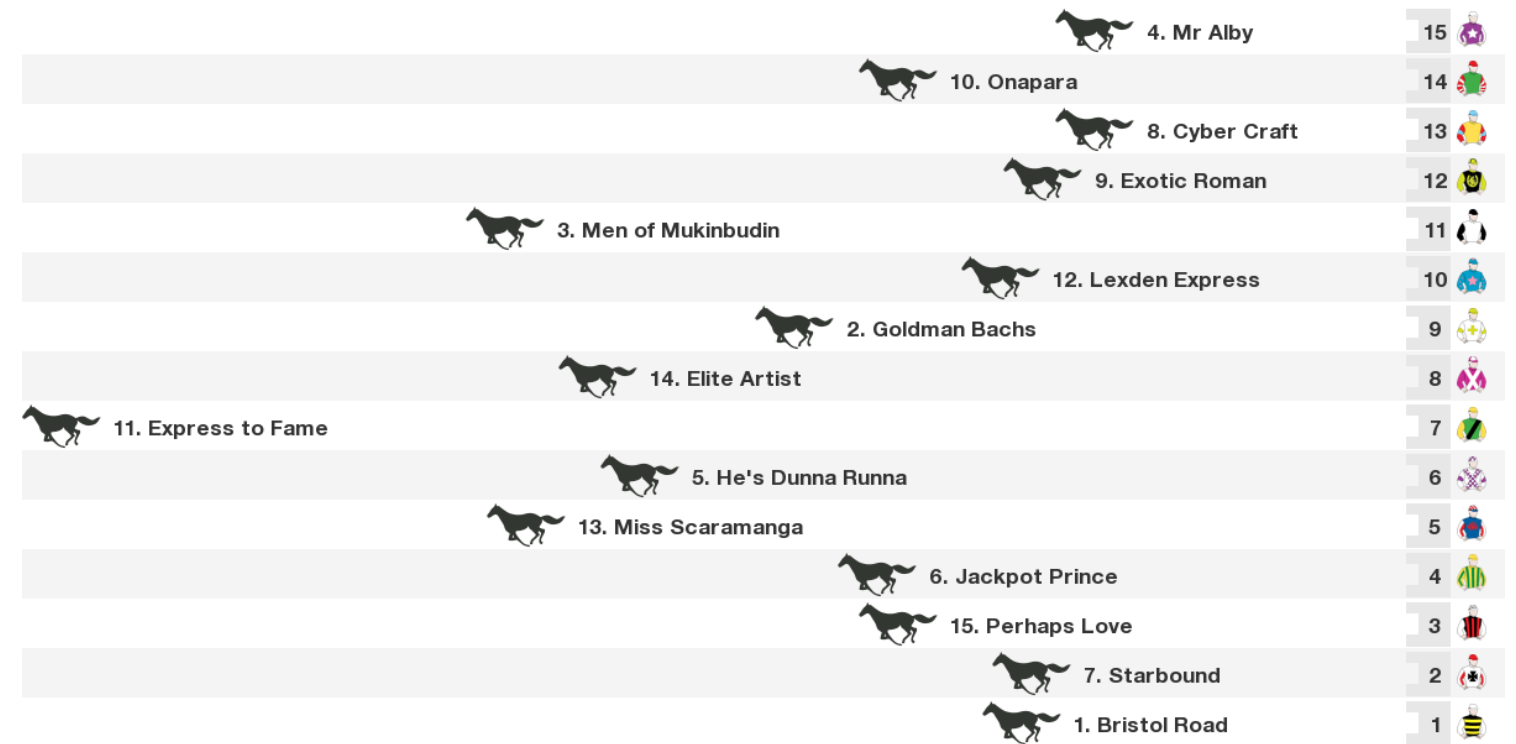 4. Mr Alby 15
10. Onapara 14
8. Cyber Craft 13
9. Exotic Roman 12
3. Men of Mukinbudin 11
12. Lexden Express 10
2. Goldman Bachs 9
14. Elite Artist 8
11. Express to Fame 7
5. He's Dunna Runna 6
13. Miss Scaramanga 5
6. Jackpot Prince 4
15. Perhaps Love 3
7. Starbound 2
1. Bristol Road 1